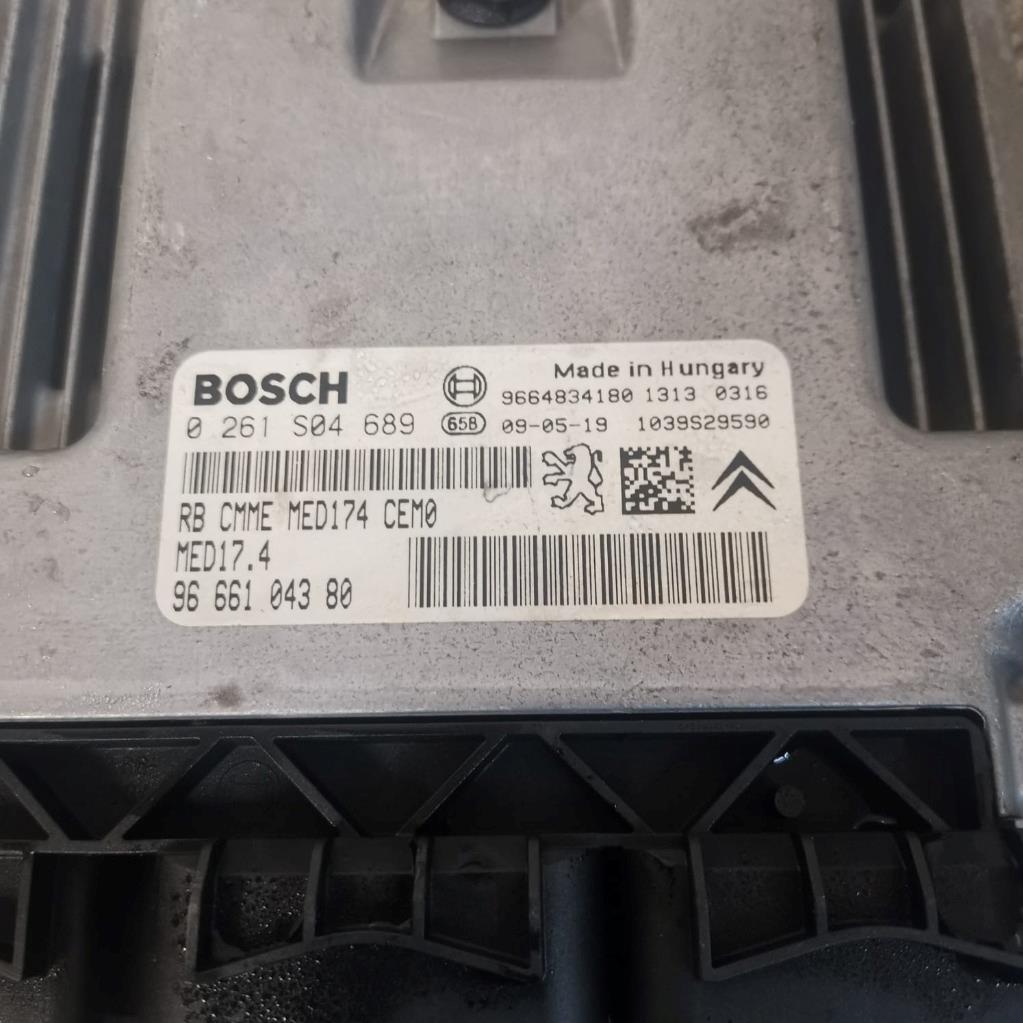 BOSCH
Made in Hungary
9664834180 1313 0316
0 261 S04 689
658
09-05-19 1039S29590
RB CMME MED174 CEM0
MED17.4
96 661 043 80